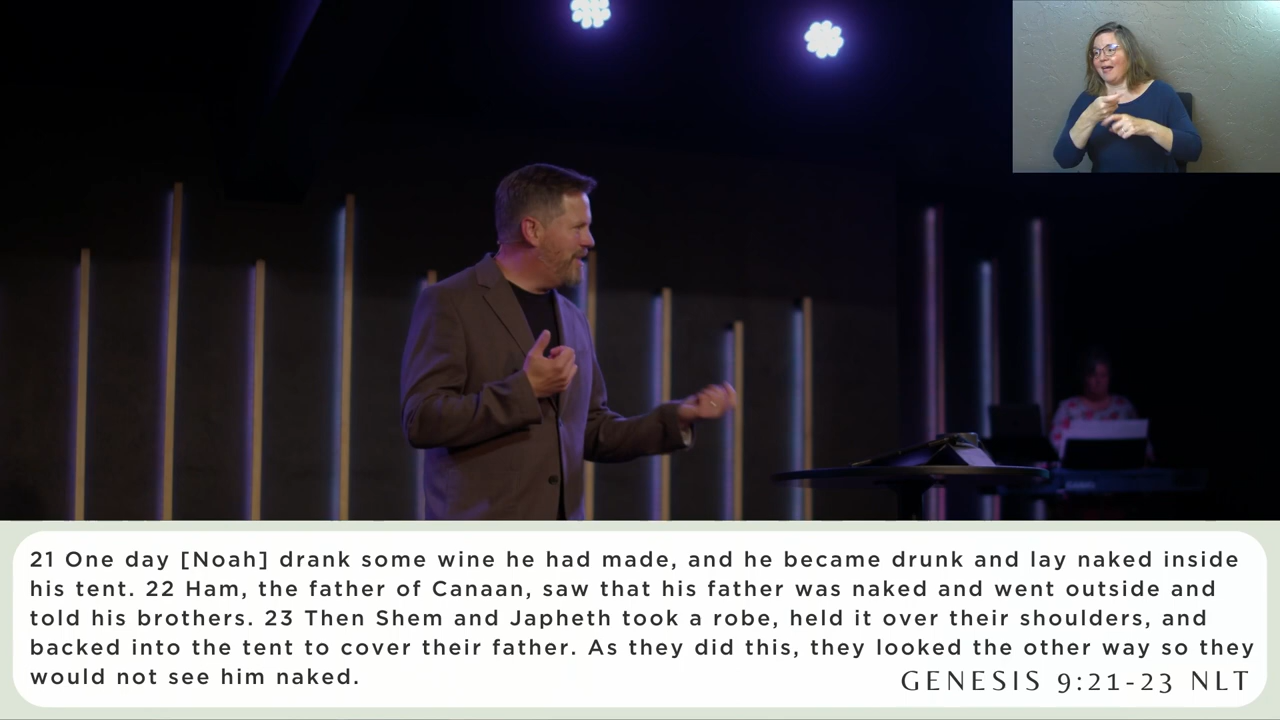 21 One day [Noah] drank some wine he had made, and he became drunk and lay naked inside
his tent. 22 Ham, the father of Canaan, saw that his father was naked and went outside and
told his brothers. 23 Then Shem and Japheth took a robe, held it over their shoulders, and
backed into the tent to cover their father. As they did this, they looked the other way so they
would not see him naked.
GENESIS 9:21-23 NLT